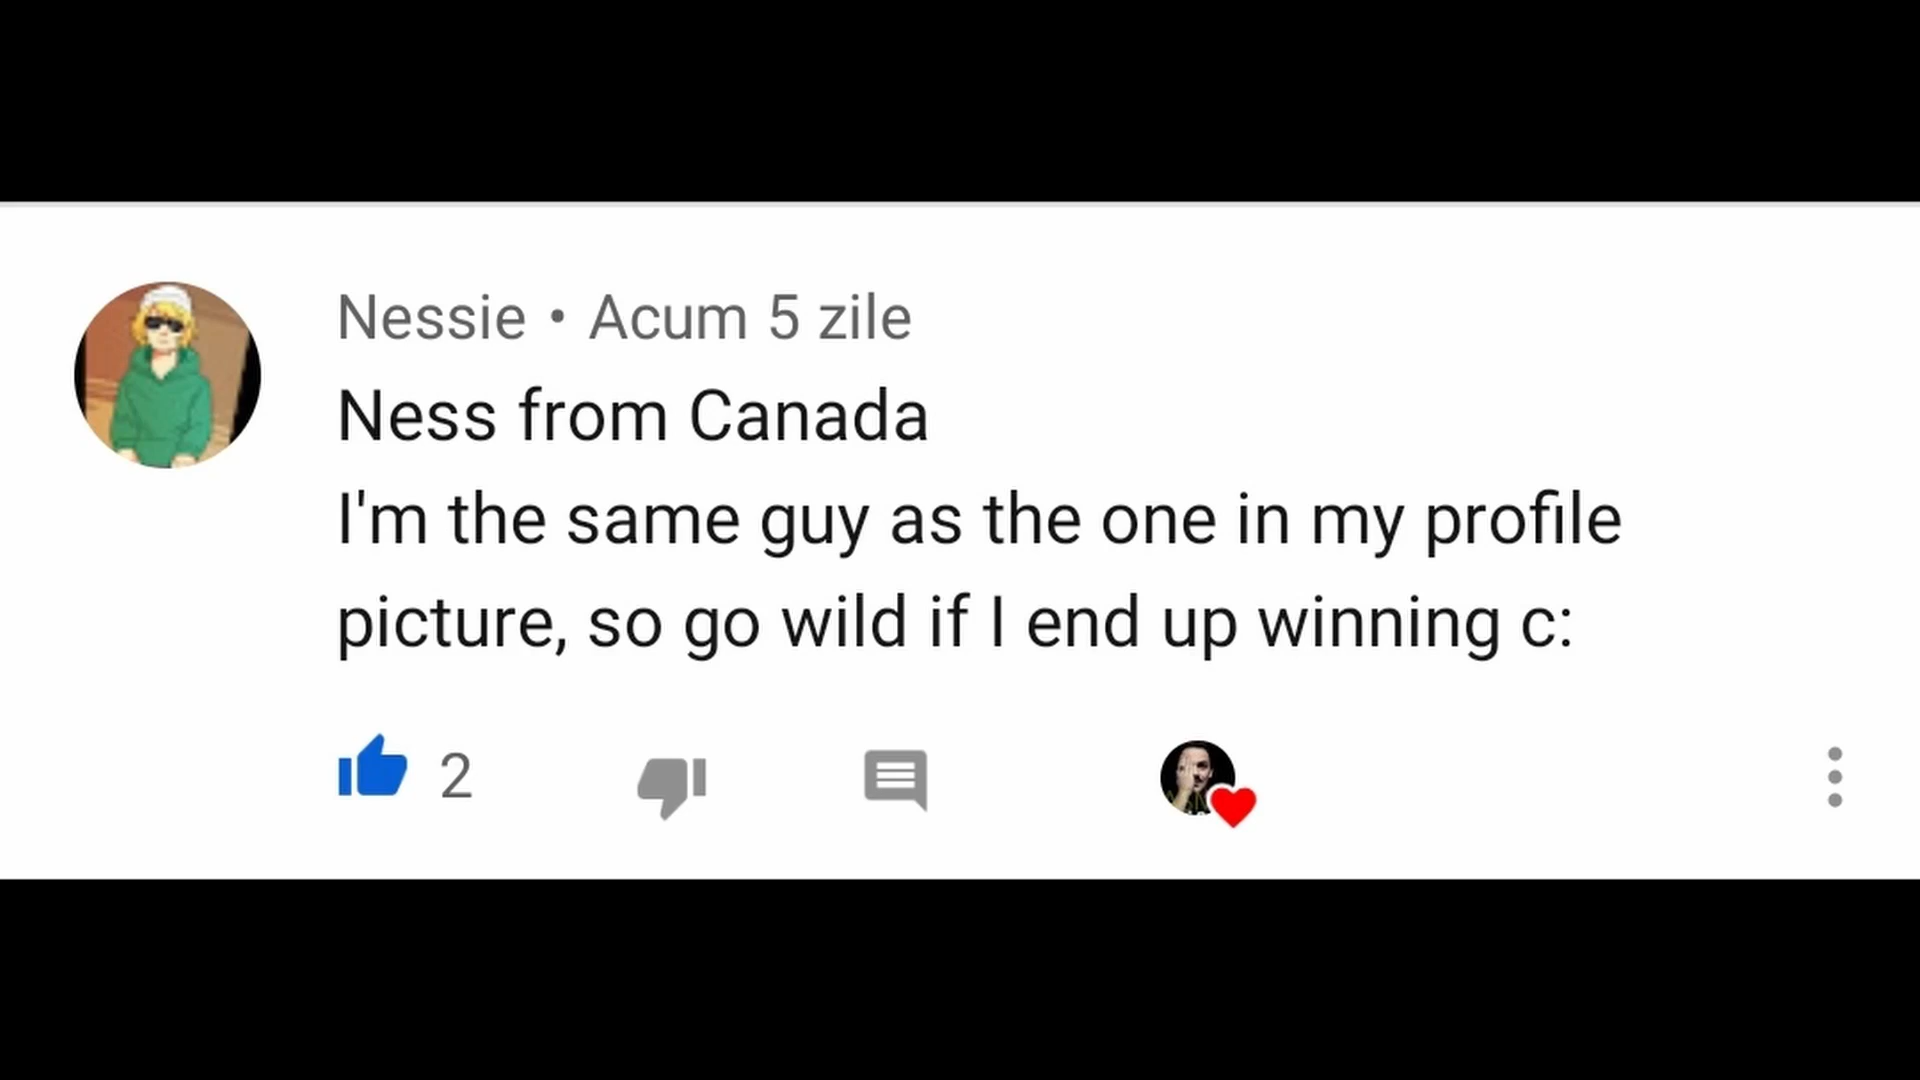 Nessie • Acum 5 zile
Ness from Canada
I'm the same guy as the one in my profile
picture, so go wild if I end up winning c:
2